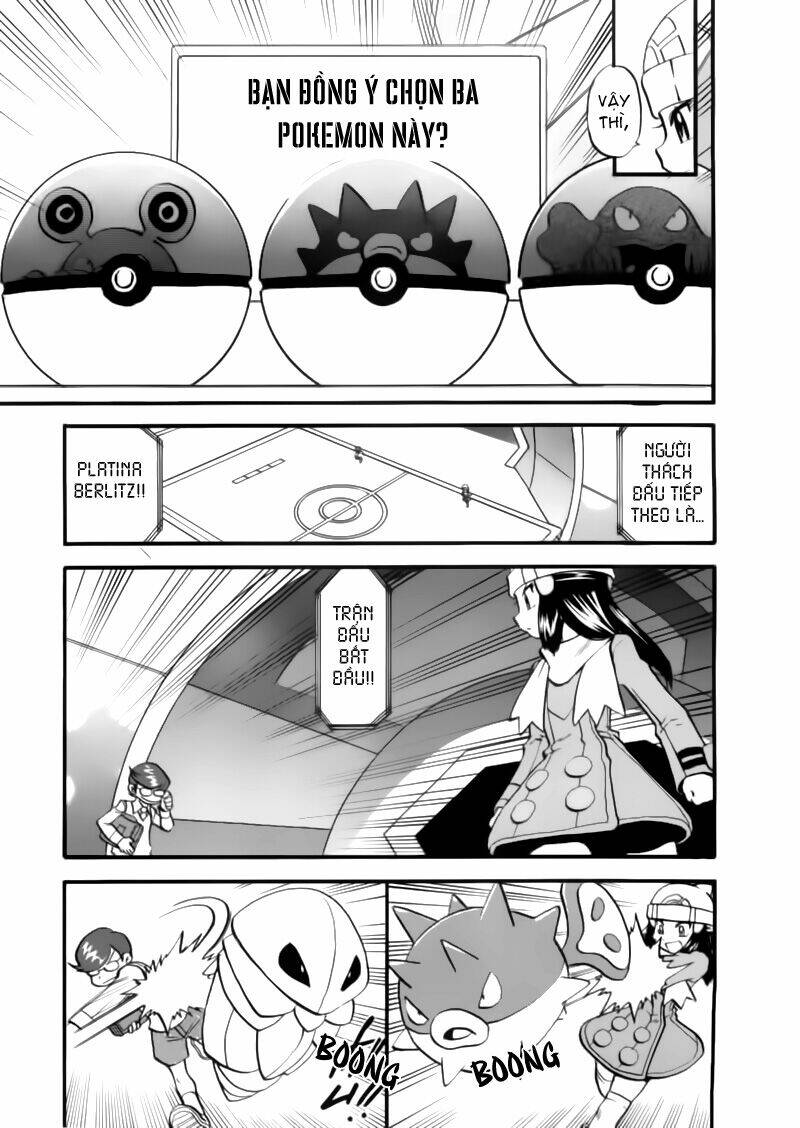 VẬY
THÌ,
BẠN ĐỒNG Ý CHỌN BA
POKEMON NÀY?
NGƯỜI
THÁCH
ĐẤU TIẾP
THEO LÀ...
PLATINA
BERLITZ!!
TRẬN
ĐẤU
BẮT
ĐẦU!!
BOONG
BOONG